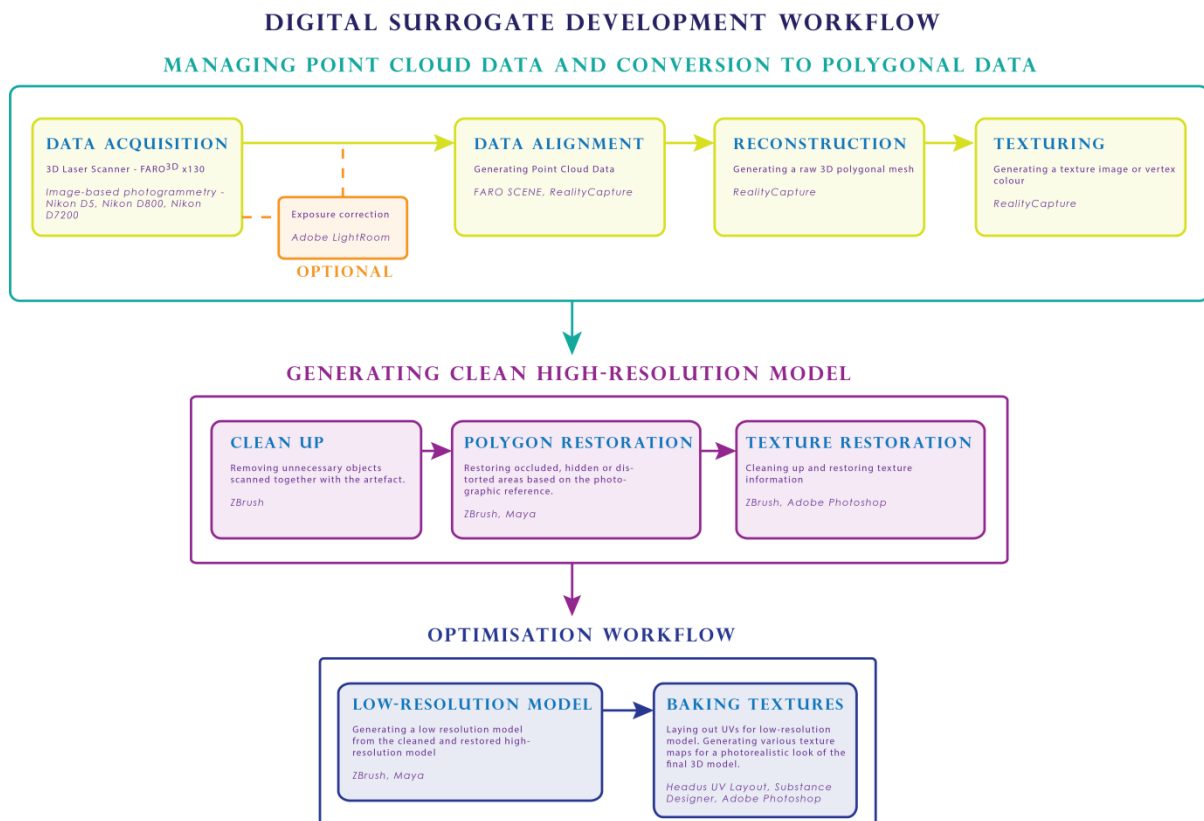 DIGITAL SURROGATE DEVELOPMENT WORKFLOW
MANAGING POINT CLOUD DATA AND CONVERSION TO POLYGONAL DATA
DATA ACQUISITION
3D Laser Scanner - FARO3D x130
Image-based photogrammetry -
Nikon D5, Nikon D800, Nikon
D7200
Exposure correction
Adobe LightRoom
OPTIONAL
DATA ALIGNMENT
Generating Point Cloud Data
FARO SCENE, RealityCapture
RECONSTRUCTION
Generating a raw 3D polygonal mesh
RealityCapture
TEXTURING
Generating a texture image or vertex
colour
RealityCapture
GENERATING CLEAN HIGH-RESOLUTION MODEL
CLEAN UP
Removing unnecessary objects
scanned together with the artefact.
ZBrush
POLYGON RESTORATION
Restoring occluded, hidden or dis-
torted areas based on the photo-
graphic reference.
ZBrush, Maya
TEXTURE RESTORATION
Cleaning up and restoring texture
information
ZBrush, Adobe Photoshop
OPTIMISATION WORKFLOW
LOW-RESOLUTION MODEL
Generating a low resolution model
from the cleaned and restored high-
resolution model
ZBrush, Maya
BAKING TEXTURES
Laying out UVs for low-resolution
model. Generating various texture
maps for a photorealistic look of the
final 3D model.
Headus UV Layout, Substance
Designer, Adobe Photoshop